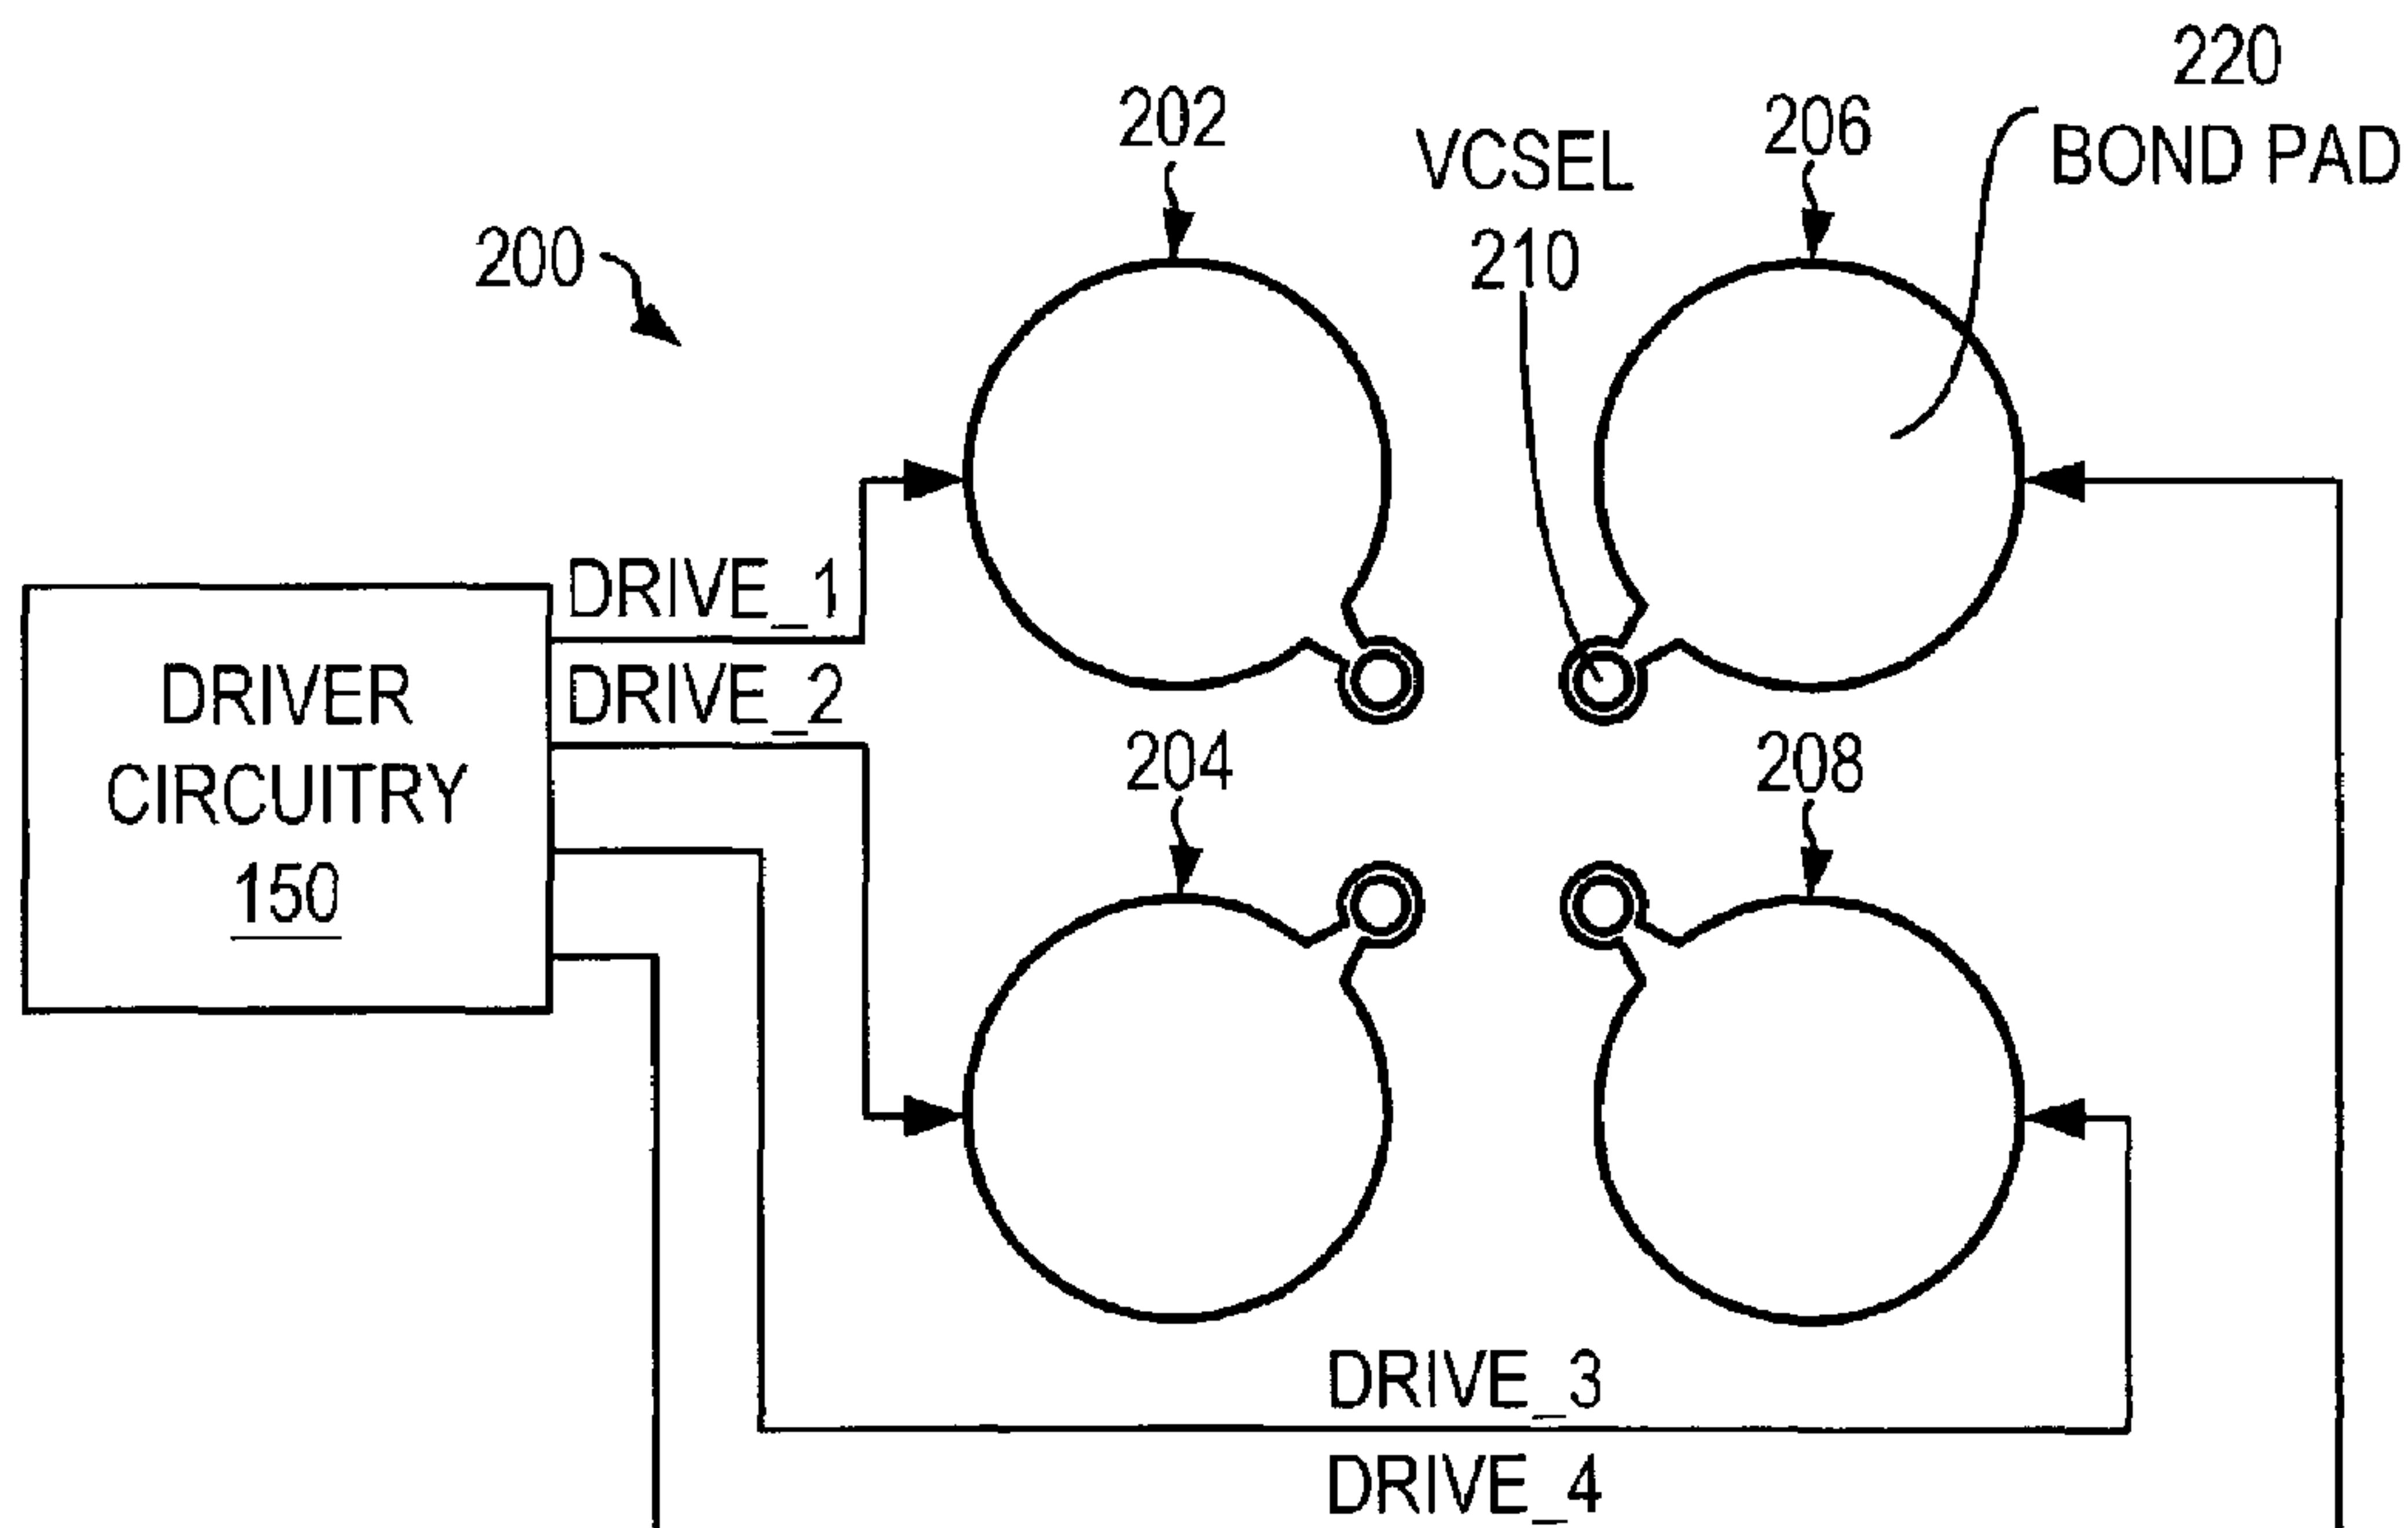 220
202
206
VCSEL
BOND PAD
200
210
DRIVE_1
DRIVER
DRIVE_2
204
208
CIRCUITRY
150
DRIVE_3
DRIVE_4